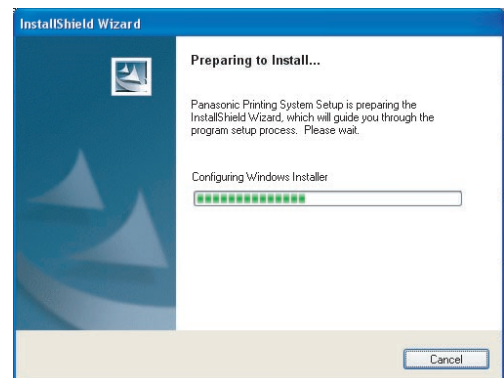 InstallShield Wizard
Preparing to Install...
Panasonic Printing System Setup is preparing the
InstallShield Wizard, which will guide you through the
program setup process. Please wait.
Configuring Windows Installer
Cancel